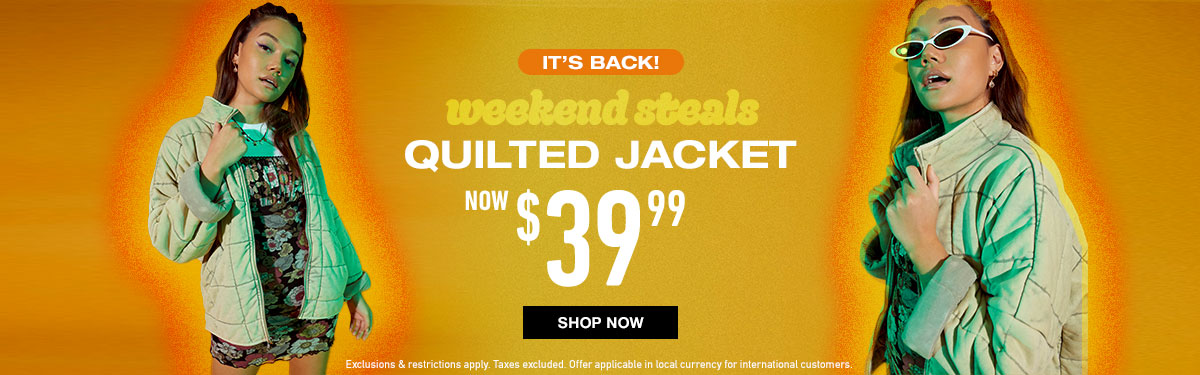 IT'S BACK!
weekend steals
QUILTED JACKET
NOW $39.99
SHOP NOW
Exclusions & restrictions apply. Taxes excluded. Offer applicable in local currency for international customers.